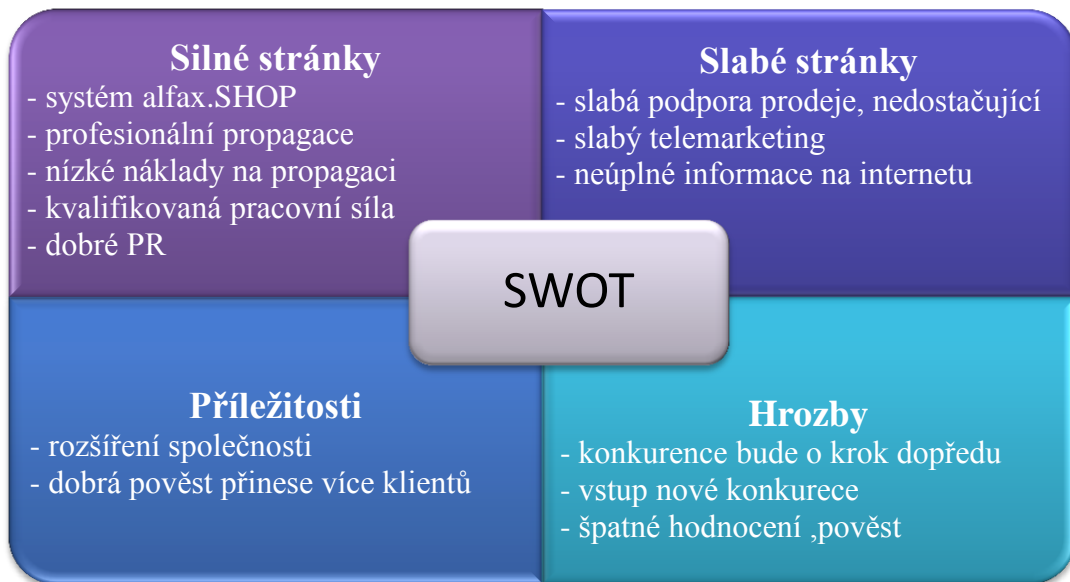 Silné stránky
- systém alfax.SHOP
- profesionální propagace
- nízké náklady na propagaci
- kvalifikovaná pracovní síla
- dobré PR
Slabé stránky
- slabá podpora prodeje, nedostačující
- slabý telemarketing
- neúplné informace na internetu
SWOT
Příležitosti
- rozšíření společnosti
- dobrá pověst přinese více klientů
Hrozby
- konkurence bude o krok dopředu
- vstup nové konkurece
- špatné hodnocení ,pověst